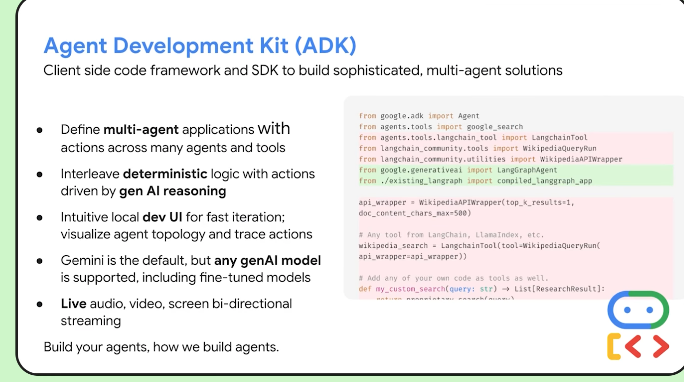 Agent Development Kit (ADK)
Client side code framework and SDK to build sophisticated, multi-agent solutions
● Define multi-agent applications with
actions across many agents and tools
● Interleave deterministic logic with actions
driven by gen AI reasoning
● Intuitive local dev UI for fast iteration;
visualize agent topology and trace actions
● Gemini is the default, but any genAI model
is supported, including fine-tuned models
● Live audio, video, screen bi-directional
streaming
Build your agents, how we build agents.
from google.adk import Agent
from agents.tools import google_search
from agents.tools.langchain_tool import LangchainTool
from langchain_community.tools import WikipediaQueryRun
from langchain_community.utilities import WikipediaAPIWrapper
from google.generativeai import LangGraphAgent
from ./existing_langraph import compiled_langgraph_app
api_wrapper = WikipediaAPIWrapper(top_k_results=1,
doc_content_chars_max=500)
# Any tool from LangChain, LlamaIndex, etc.
wikipedia_search = LangchainTool(tool=WikipediaQueryRun(
api_wrapper=api_wrapper))
# Add any of your own code as tools as well.
def my_custom_search(query: str) → List[ResearchResult]:
return proprietary_search(query)